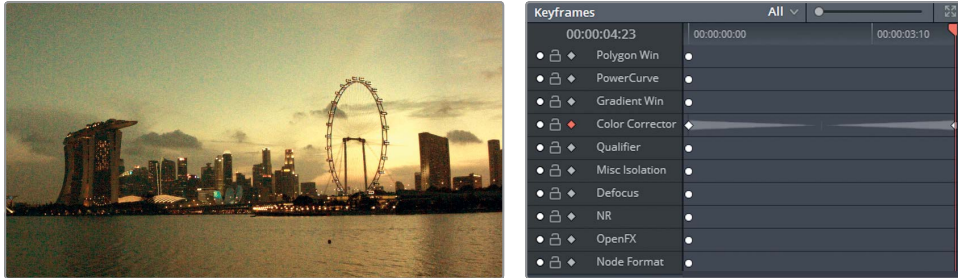 Keyframes All
00:00:04:23 00:00:00:00 00:00:03:10
Polygon Win
PowerCurve
Gradient Win
Color Corrector
Qualifier
Misc Isolation
Defocus
NR
OpenFX
Node Format